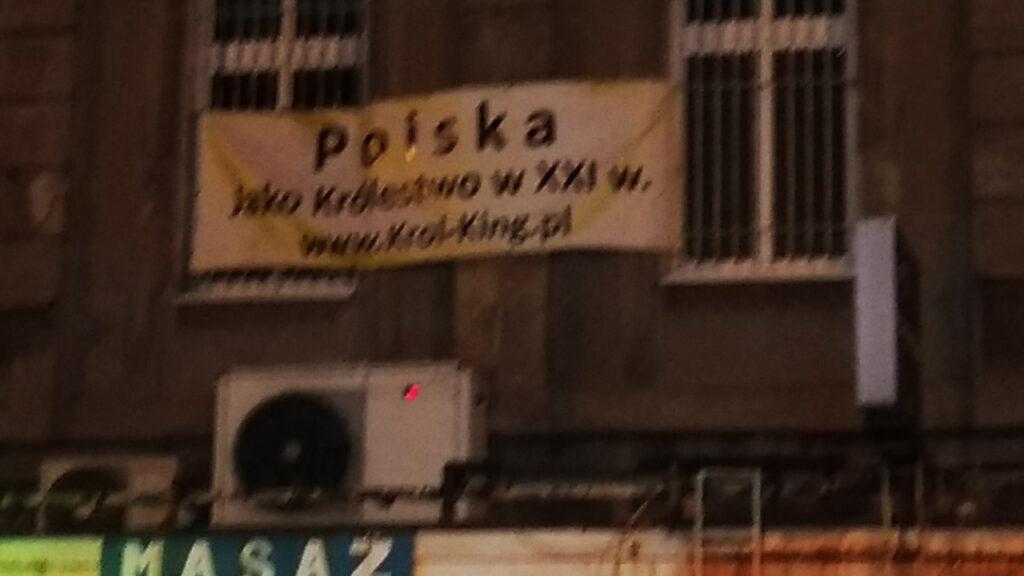 Polska
Jako Królestwo w XXI w.
www.Krol-King.pl
MASAŻ